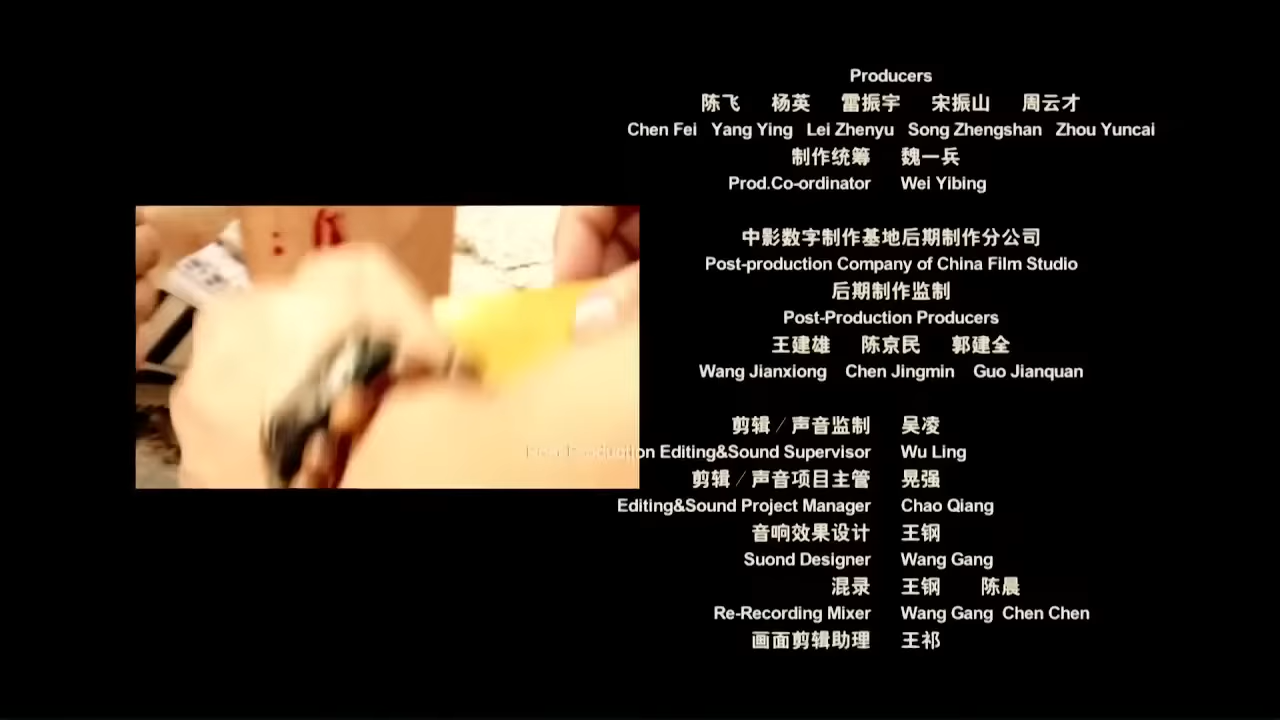 Producers
陈飞 杨英 雷振宇 宋振山 周云才
Chen Fei Yang Ying Lei Zhenyu Song Zhengshan Zhou Yuncai
制作统筹 魏一兵
Prod.Co-ordinator Wei Yibing
中影数字制作基地后期制作分公司
Post-production Company of China Film Studio
后期制作监制
Post-Production Producers
王建雄 陈京民 郭建全
Wang Jianxiong Chen Jingmin Guo Jianquan
剪辑/声音监制 吴凌
Post-Production Editing&Sound Supervisor Wu Ling
剪辑/声音项目主管 晃强
Editing&Sound Project Manager Chao Qiang
音响效果设计 王钢
Suond Designer Wang Gang
混录 王钢 陈晨
Re-Recording Mixer Wang Gang Chen Chen
画面剪辑助理 王祁